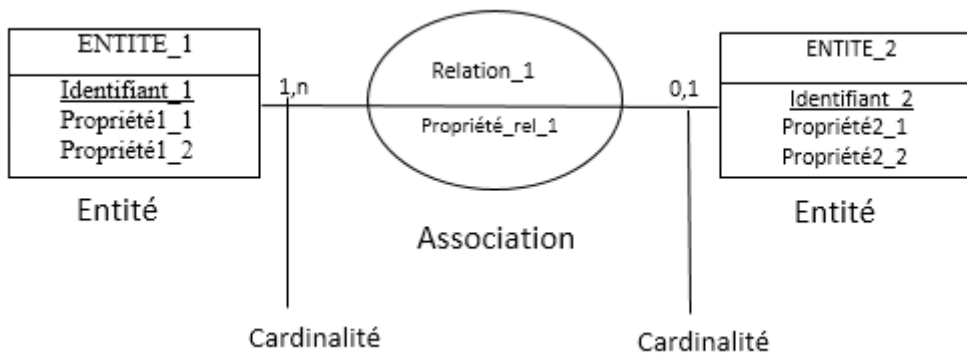 ENTITE_1
Identifiant_1
Propriété1_1
Propriété1_2
Entité
1,n
Relation_1
Propriété_rel_1
Association
0,1
ENTITE_2
Identifiant_2
Propriété2_1
Propriété2_2
Entité
Cardinalité
Cardinalité